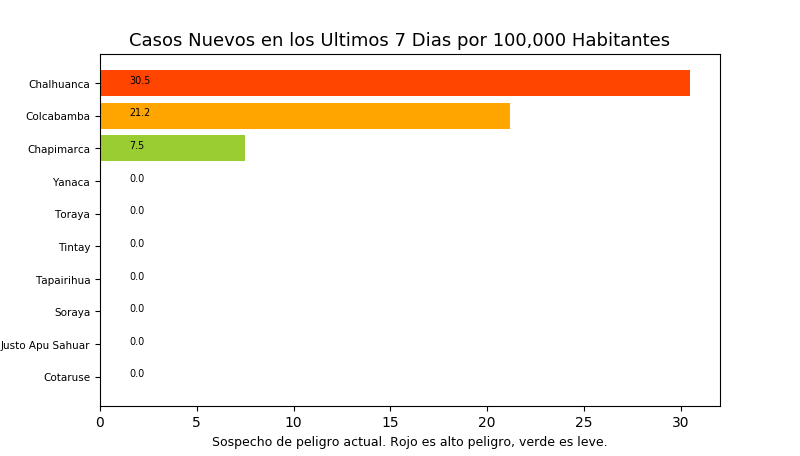 Casos Nuevos en los Ultimos 7 Dias por 100,000 Habitantes
Chalhuanca 30.5
Colcabamba 21.2
Chapimarca 7.5
Yanaca 0.0
Toraya 0.0
Tintay 0.0
Tapairihua 0.0
Soraya 0.0
Justo Apu Sahuar 0.0
Cotaruse 0.0
0 5 10 15 20 25 30
Sospecho de peligro actual. Rojo es alto peligro, verde es leve.